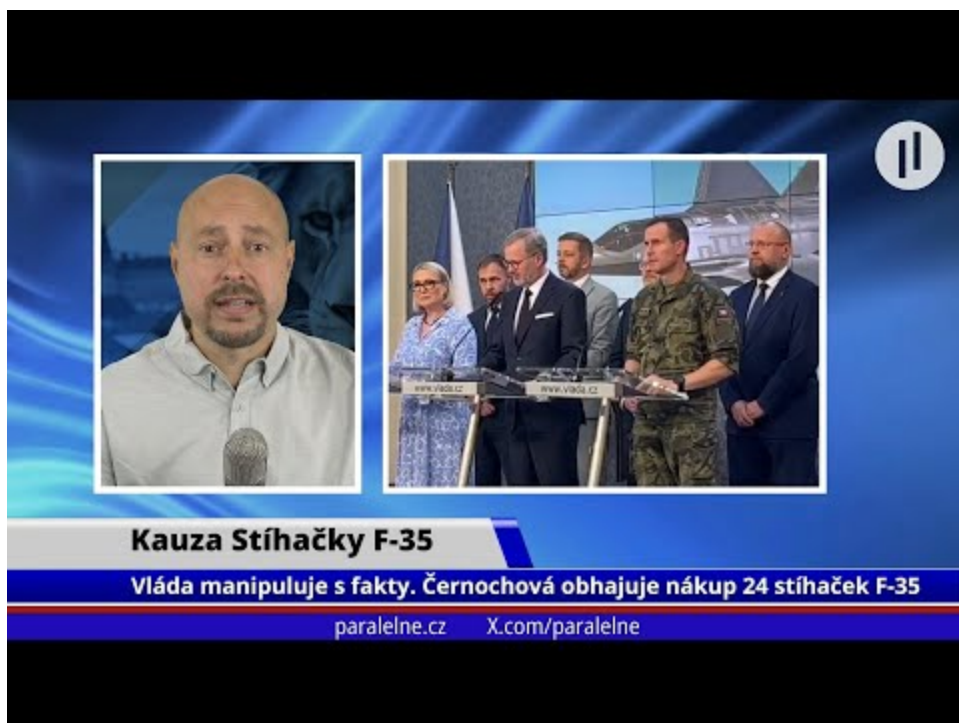 www.vlada.cz
www.vlada.cz
Kauza Stíhačky F-35
Vláda manipuluje s fakty. Černochová obhajuje nákup 24 stíhaček F-35
paralelne.cz X.com/paralelne